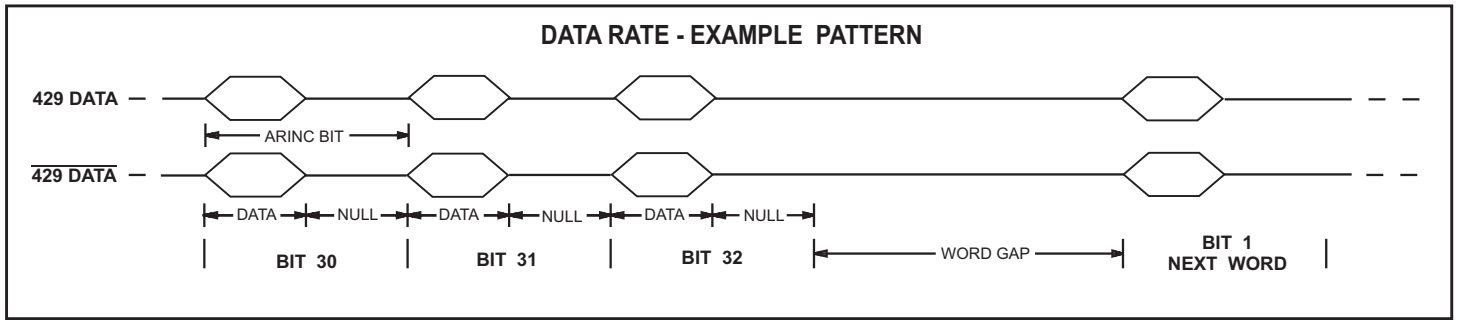 DATA RATE - EXAMPLE PATTERN
429 DATA
ARINC BIT
429 DATA
DATA NULL DATA NULL DATA NULL
BIT 30 BIT 31 BIT 32 WORD GAP BIT 1
NEXT WORD